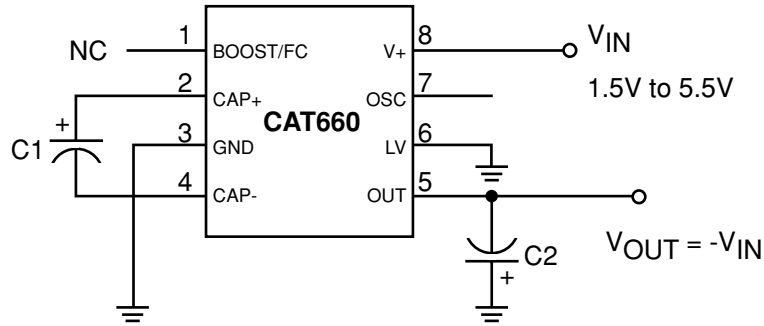 NC
1
BOOST/FC
V+
8
VIN
1.5V to 5.5V
2
CAP+
OSC
7
CAT660
C1
+
3
GND
LV
6
4
CAP-
OUT
5
C2
+
VOUT = -VIN